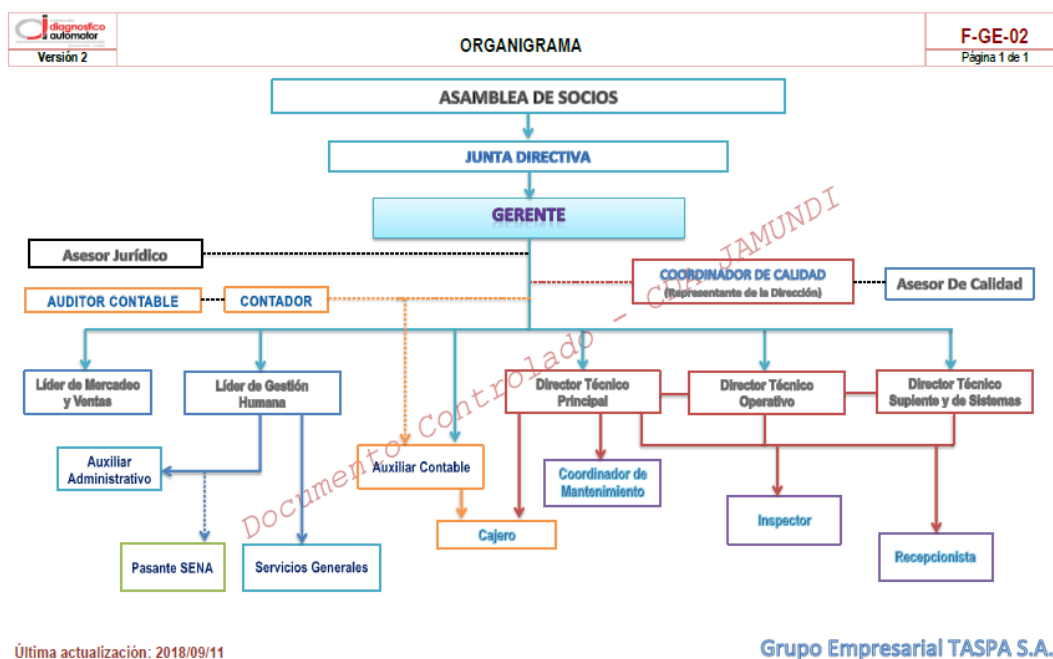 diagnostico
automotor
Versión 2
ORGANIGRAMA
F-GE-02
Página 1 de 1
ASAMBLEA DE SOCIOS
JUNTA DIRECTIVA
GERENTE
Asesor Jurídico
COORDINADOR DE CALIDAD
(Representante de la Dirección)
Asesor De Calidad
AUDITOR CONTABLE
CONTADOR
Líder de Mercadeo
y Ventas
Líder de Gestión
Humana
Director Técnico
Principal
Director Técnico
Operativo
Director Técnico
Suplente y de Sistemas
Auxiliar
Administrativo
Auxiliar Contable
Coordinador de
Mantenimiento
Inspector
Cajero
Recepcionista
Pasante SENA
Servicios Generales
Documento Controlado - CDA JAMUNDI
Última actualización: 2018/09/11
Grupo Empresarial TASPA S.A.